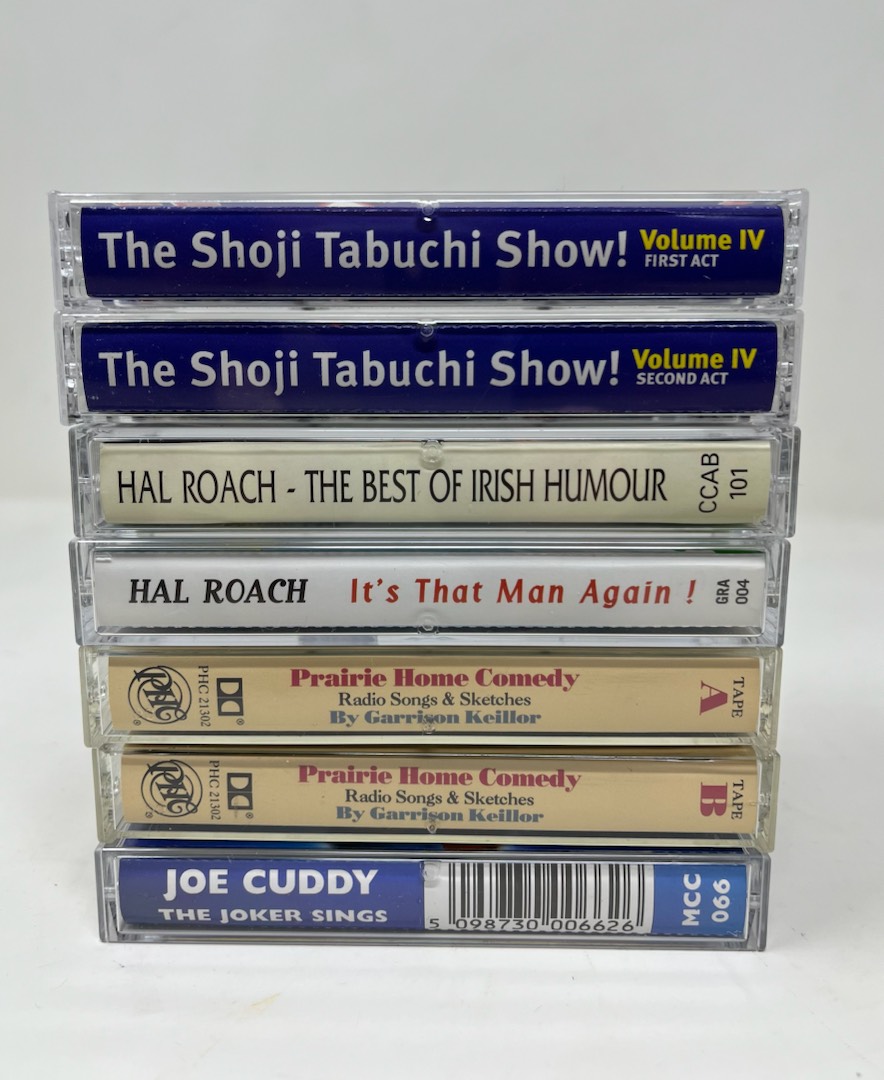 The Shoji Tabuchi Show! Volume IV
FIRST ACT
The Shoji Tabuchi Show! Volume IV
SECOND ACT
HAL ROACH - THE BEST OF IRISH HUMOUR
CCAB
101
HAL ROACH It's That Man Again !
GRA
004
PHC
PHC 21302
Prairie Home Comedy
Radio Songs & Sketches
By Garrison Keillor
TAPE
A
PHC
PHC 21302
Prairie Home Comedy
Radio Songs & Sketches
By Garrison Keillor
TAPE
B
JOE CUDDY
THE JOKER SINGS
5 098730 006626
MCC
066